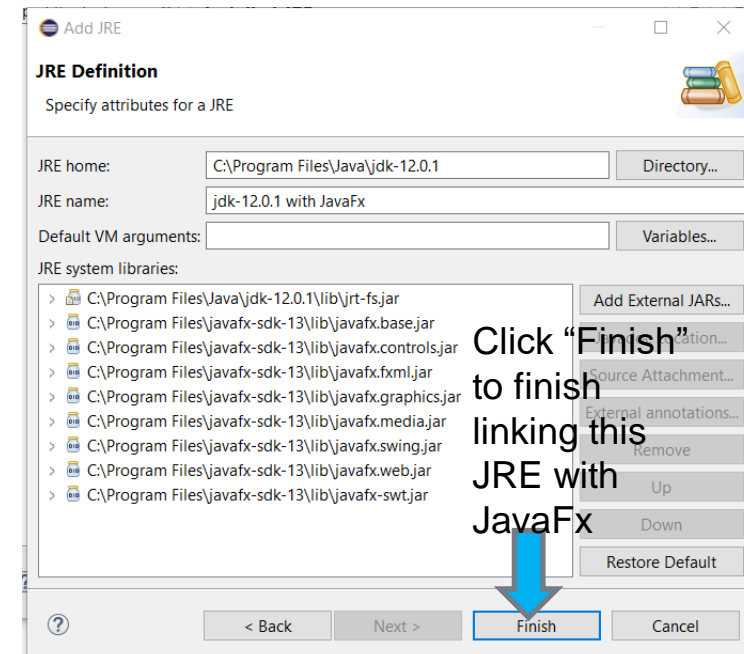 Add JRE
JRE Definition
Specify attributes for a JRE
JRE home:
C:\Program Files\Java\jdk-12.0.1
Directory...
JRE name:
jdk-12.0.1 with JavaFx
Default VM arguments:
Variables...
JRE system libraries:
C:\Program Files\Java\jdk-12.0.1\lib\jrt-fs.jar
C:\Program Files\javafx-sdk-13\lib\javafx.base.jar
C:\Program Files\javafx-sdk-13\lib\javafx.controls.jar
C:\Program Files\javafx-sdk-13\lib\javafx.fxml.jar
C:\Program Files\javafx-sdk-13\lib\javafx.graphics.jar
C:\Program Files\javafx-sdk-13\lib\javafx.media.jar
C:\Program Files\javafx-sdk-13\lib\javafx.swing.jar
C:\Program Files\javafx-sdk-13\lib\javafx.web.jar
C:\Program Files\javafx-sdk-13\lib\javafx-swt.jar
Click “Finish”
to finish
linking this
JRE with
JavaFx
Add External JARs...
Source Attachment...
External annotations...
Remove
Up
Down
Restore Default
< Back
Next >
Finish
Cancel